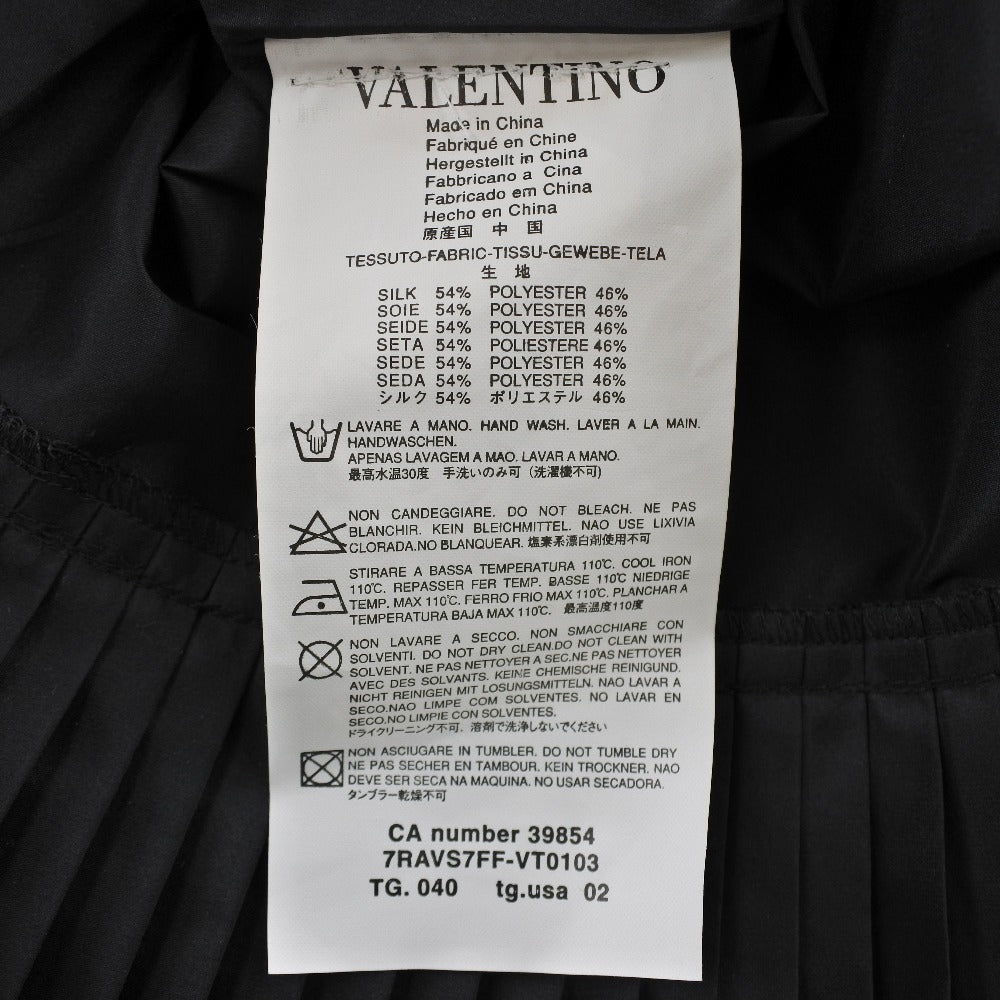 VALENTINO
Made in China
Fabriqué en Chine
Hergestellt in China
Fabbricano a Cina
Fabricado em China
Hecho en China
原産国 中国
TESSUTO-FABRIC-TISSU-GEWEBE-TELA
生地
SILK 54% POLYESTER 46%
SOIE 54% POLYESTER 46%
SEIDE 54% POLYESTER 46%
SETA 54% POLIESTERE 46%
SEDE 54% POLYESTER 46%
SEDA 54% POLYESTER 46%
シルク 54% ポリエステル 46%
LAVARE A MANO. HAND WASH. LAVER A LA MAIN.
HANDWASCHEN.
APENAS LAVAGEM A MAO. LAVAR A MANO.
最高水温30度 手洗いのみ可 (洗濯機不可)
NON CANDEGGIARE. DO NOT BLEACH. NE PAS
BLANCHIR. KEIN BLEICHMITTEL. NAO USE LIXIVIA
CLORADA.NO BLANQUEAR. 塩素系漂白剤使用不可
STIRARE A BASSA TEMPERATURA 110℃. COOL IRON
110℃. REPASSER FER TEMP. BASSE 110℃ NIEDRIGE
TEMP. MAX 110℃. FERRO FRIO MAX 110℃. PLANCHAR A
TEMPERATURA BAJA MAX 110℃. 最高温度110度
NON LAVARE A SECCO. NON SMACCHIARE CON
SOLVENTI. DO NOT DRY CLEAN.DO NOT CLEAN WITH
SOLVENT. NE PAS NETTOYER A SEC.NE PAS NETTOYER
AVEC DES SOLVANTS. KEINE CHEMISCHE REINIGUND.
NICHT REINIGEN MIT LOSUNGSMITTELN. NAO LAVAR A
SECO.NAO LIMPE COM SOLVENTES. NO LAVAR EN
SECO.NO LIMPIE CON SOLVENTES.
ドライクリーニング不可. 溶剤で洗浄しないでください
NON ASCIUGARE IN TUMBLER. DO NOT TUMBLE DRY
NE PAS SECHER EN TAMBOUR. KEIN TROCKNER. NAO
DEVE SER SECA NA MAQUINA. NO USAR SECADORA.
タンブラー乾燥不可
CA number 39854
7RAVS7FF-VT0103
TG. 040 tg.usa 02